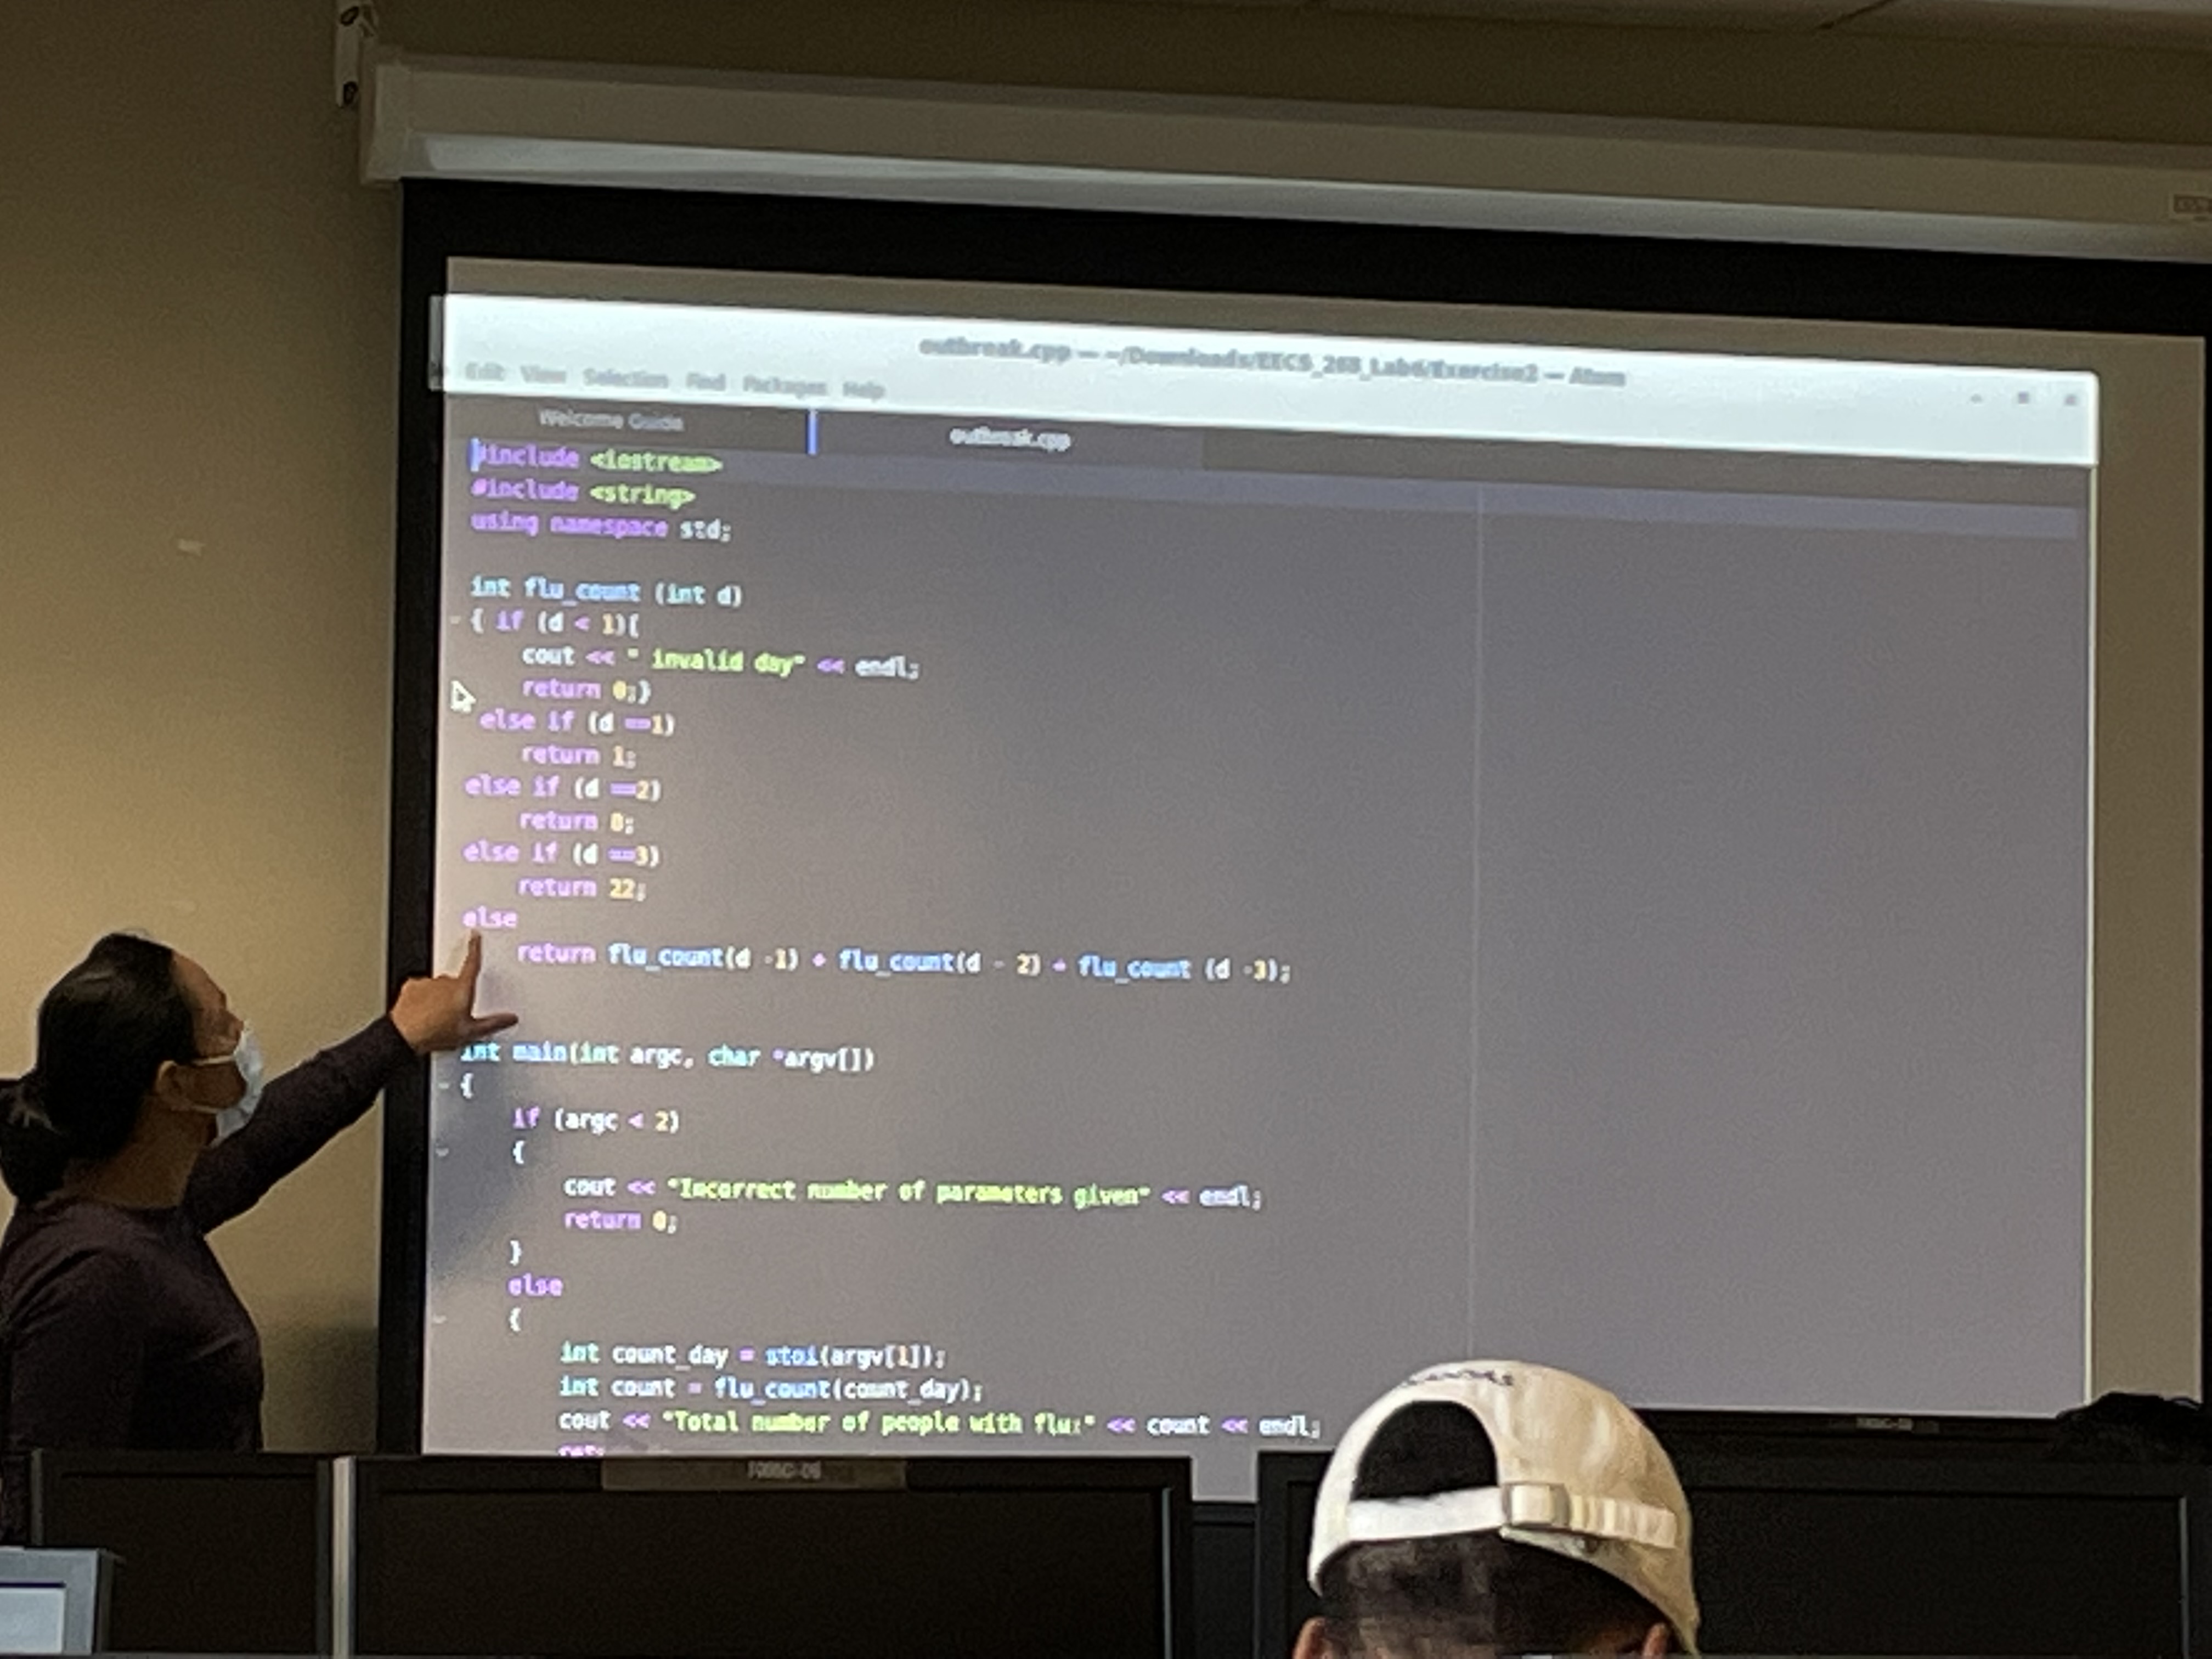 outbreak.cpp — ~/Downloads/EECS_268_Lab6/Exercise2 — Atom
Edit View Selection Find Packages Help
Welcome Guide outbreak.cpp
#include <iostream>
#include <string>
using namespace std;
int flu_count (int d)
{ if (d < 1){
cout << " invalid day" << endl;
return 0;}
else if (d ==1)
return 1;
else if (d ==2)
return 8;
else if (d ==3)
return 22;
else
return flu_count(d -1) + flu_count(d - 2) + flu_count (d -3);
int main(int argc, char *argv[])
{
if (argc < 2)
{
cout << "Incorrect number of parameters given" << endl;
return 0;
}
else
{
int count_day = stoi(argv[1]);
int count = flu_count(count_day);
cout << "Total number of people with flu:" << count << endl;